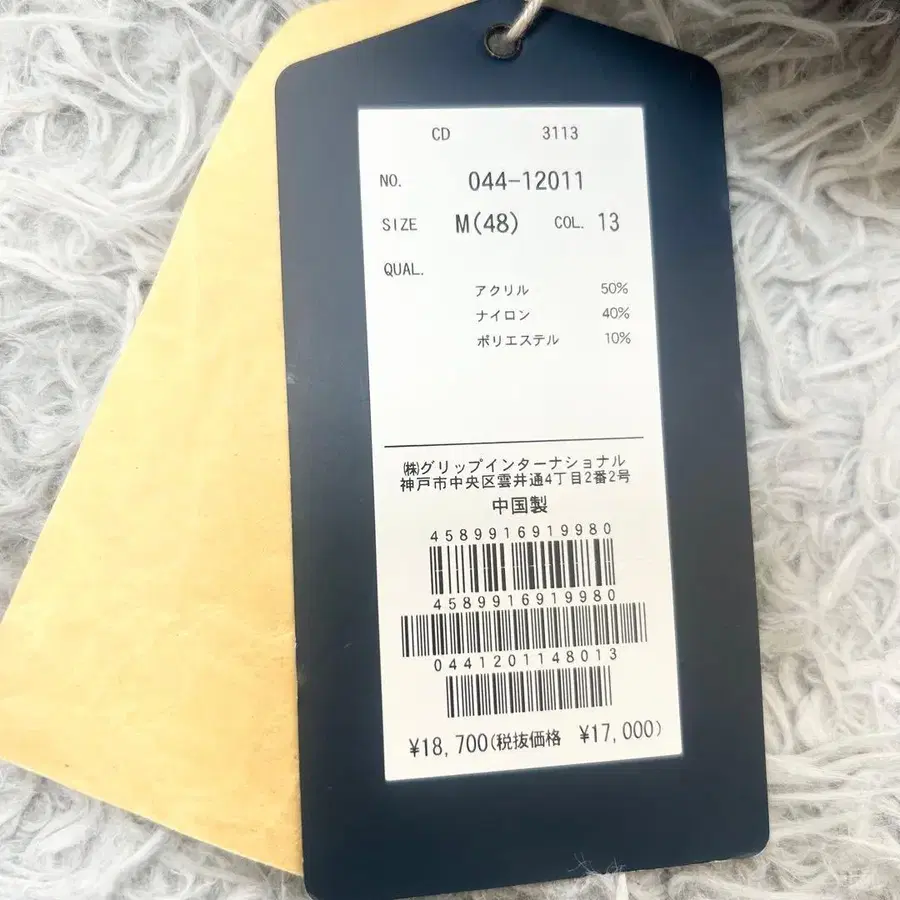 CD 3113
NO. 044-12011
SIZE M(48) COL. 13
QUAL.
アクリル 50%
ナイロン 40%
ポリエステル 10%
㈱グリップインターナショナル
神戸市中央区雲井通4丁目2番2号
中国製
4589916919980
4589916919980
0441201148013
¥18,700(税抜価格 ¥17,000)